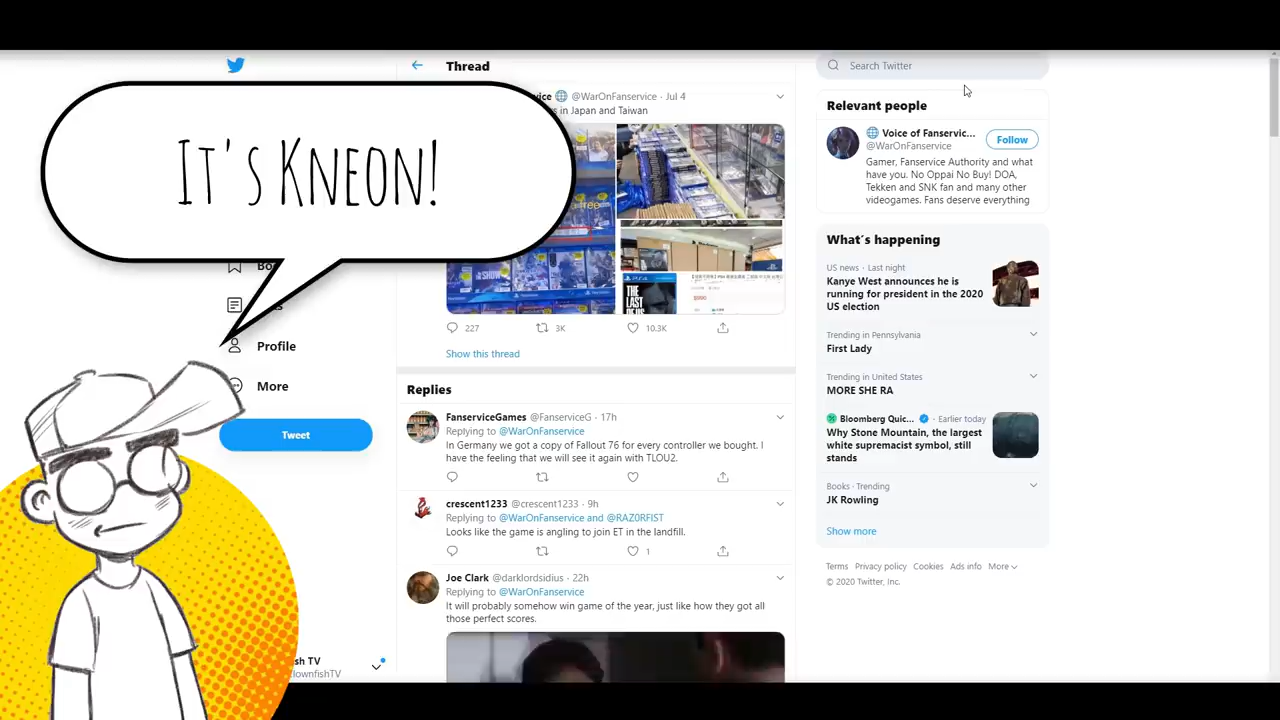 Thread
Search Twitter
vice @WarOnFanservice · Jul 4
s in Japan and Taiwan
It's Kneon!
free
SHOW
PS4
THE
LAST
227
3K
10.3K
Show this thread
Profile
More
Tweet
Replies
FanserviceGames @FanserviceG · 17h
Replying to @WarOnFanservice
In Germany we got a copy of Fallout 76 for every controller we bought. I
have the feeling that we will see it again with TLOU2.
crescent1233 @crescent1233 · 9h
Replying to @WarOnFanservice and @RAZ0RFIST
Looks like the game is angling to join ET in the landfill.
1
Joe Clark @darklordsidius · 22h
Replying to @WarOnFanservice
It will probably somehow win game of the year, just like how they got all
those perfect scores.
sh TV
lownfishTV
Relevant people
Voice of Fanservic...
@WarOnFanservice
Follow
Gamer, Fanservice Authority and what
have you. No Oppai No Buy! DOA,
Tekken and SNK fan and many other
videogames. Fans deserve everything
What's happening
US news · Last night
Kanye West announces he is
running for president in the 2020
US election
Trending in Pennsylvania
First Lady
Trending in United States
MORE SHE RA
Bloomberg Quic... · Earlier today
Why Stone Mountain, the largest
white supremacist symbol, still
stands
Books · Trending
JK Rowling
Show more
Terms Privacy policy Cookies Ads info More
© 2020 Twitter, Inc.